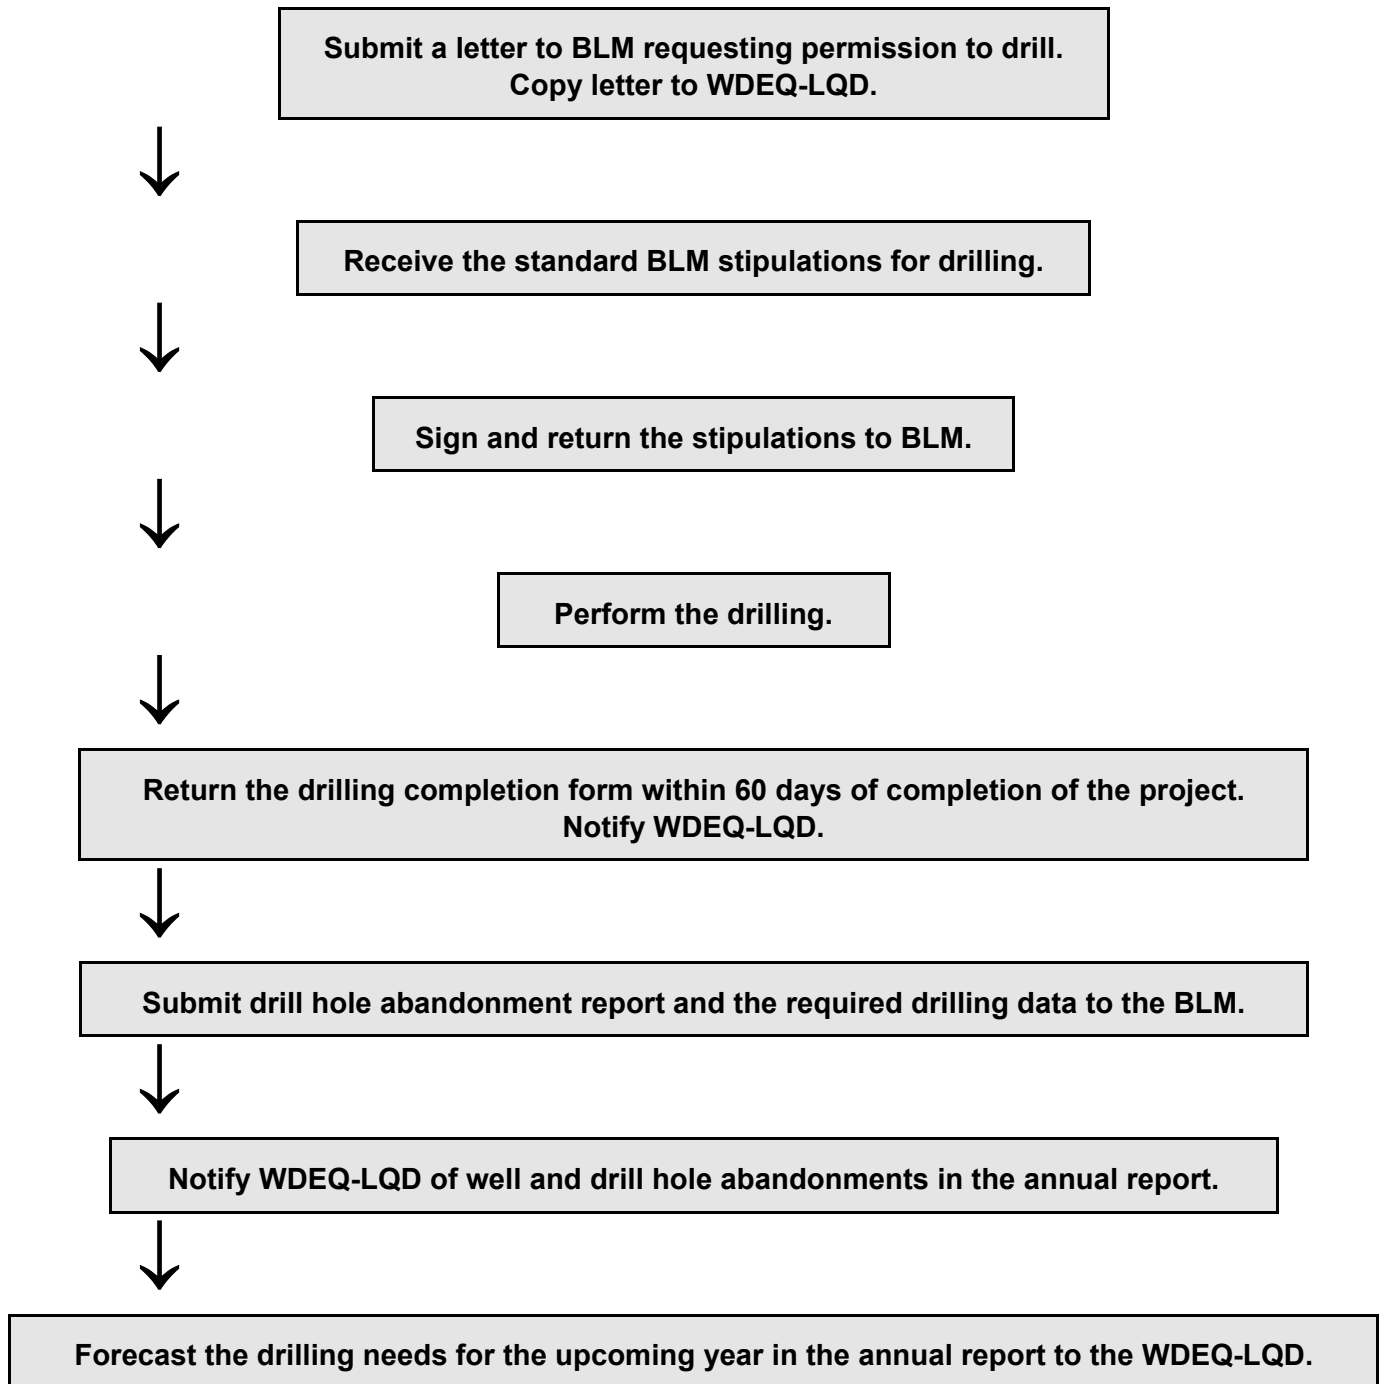 Submit a letter to BLM requesting permission to drill.
Copy letter to WDEQ-LQD.
Receive the standard BLM stipulations for drilling.
Sign and return the stipulations to BLM.
Perform the drilling.
Return the drilling completion form within 60 days of completion of the project.
Notify WDEQ-LQD.
Submit drill hole abandonment report and the required drilling data to the BLM.
Notify WDEQ-LQD of well and drill hole abandonments in the annual report.
Forecast the drilling needs for the upcoming year in the annual report to the WDEQ-LQD.